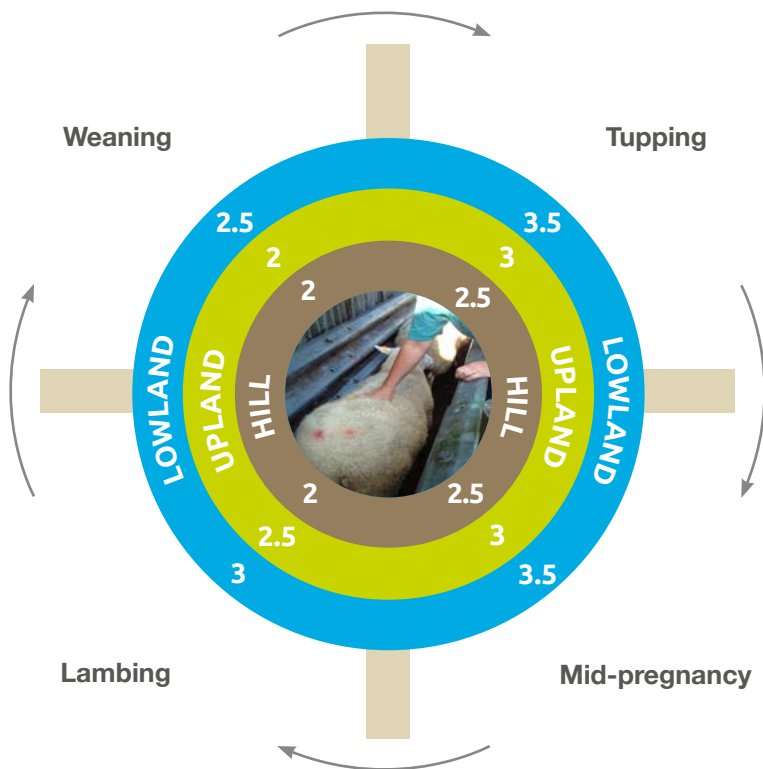 Weaning
Tupping
2.5
3.5
2
3
2
2.5
LOWLAND
UPLAND
HILL
HILL
UPLAND
LOWLAND
2
2.5
2.5
3
3
3.5
Lambing
Mid-pregnancy